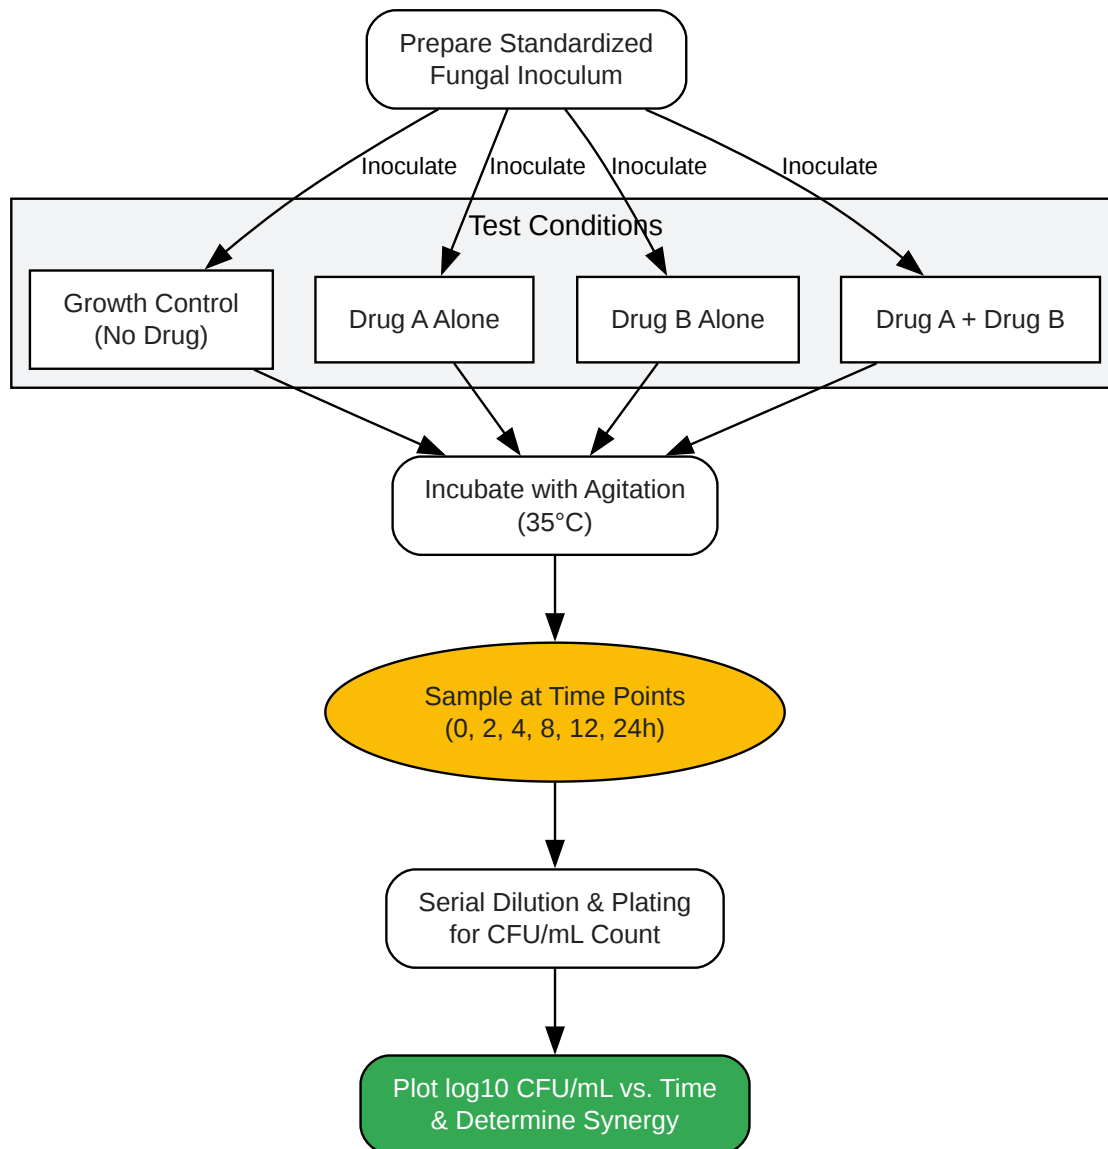 Prepare Standardized
Fungal Inoculum
Inoculate
Inoculate
Inoculate
Inoculate
Test Conditions
Growth Control
(No Drug)
Drug A Alone
Drug B Alone
Drug A + Drug B
Incubate with Agitation
(35°C)
Sample at Time Points
(0, 2, 4, 8, 12, 24h)
Serial Dilution & Plating
for CFU/mL Count
Plot log10 CFU/mL vs. Time
& Determine Synergy